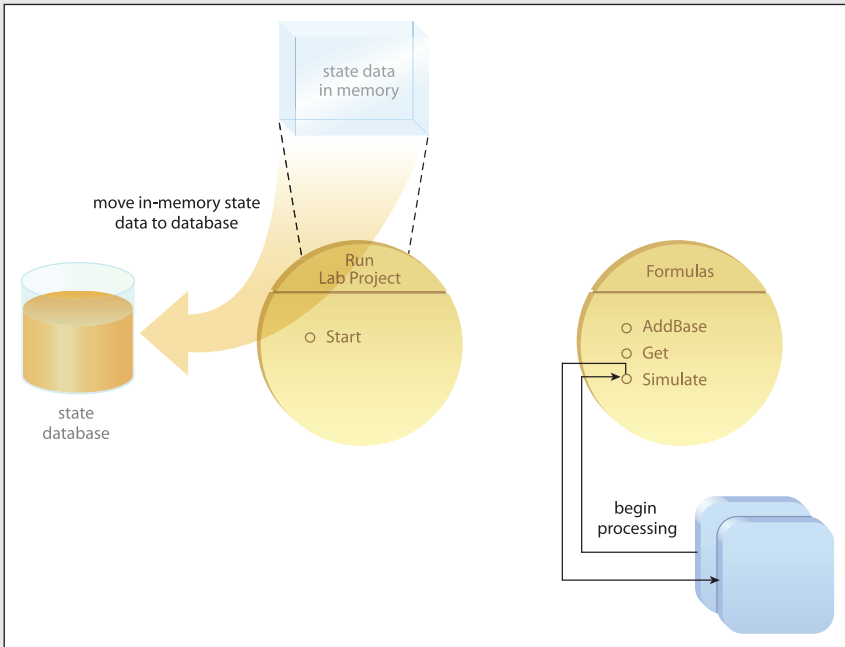 state data
in memory
move in-memory state
data to database
Run
Lab Project
Start
state
database
Formulas
AddBase
Get
Simulate
begin
processing